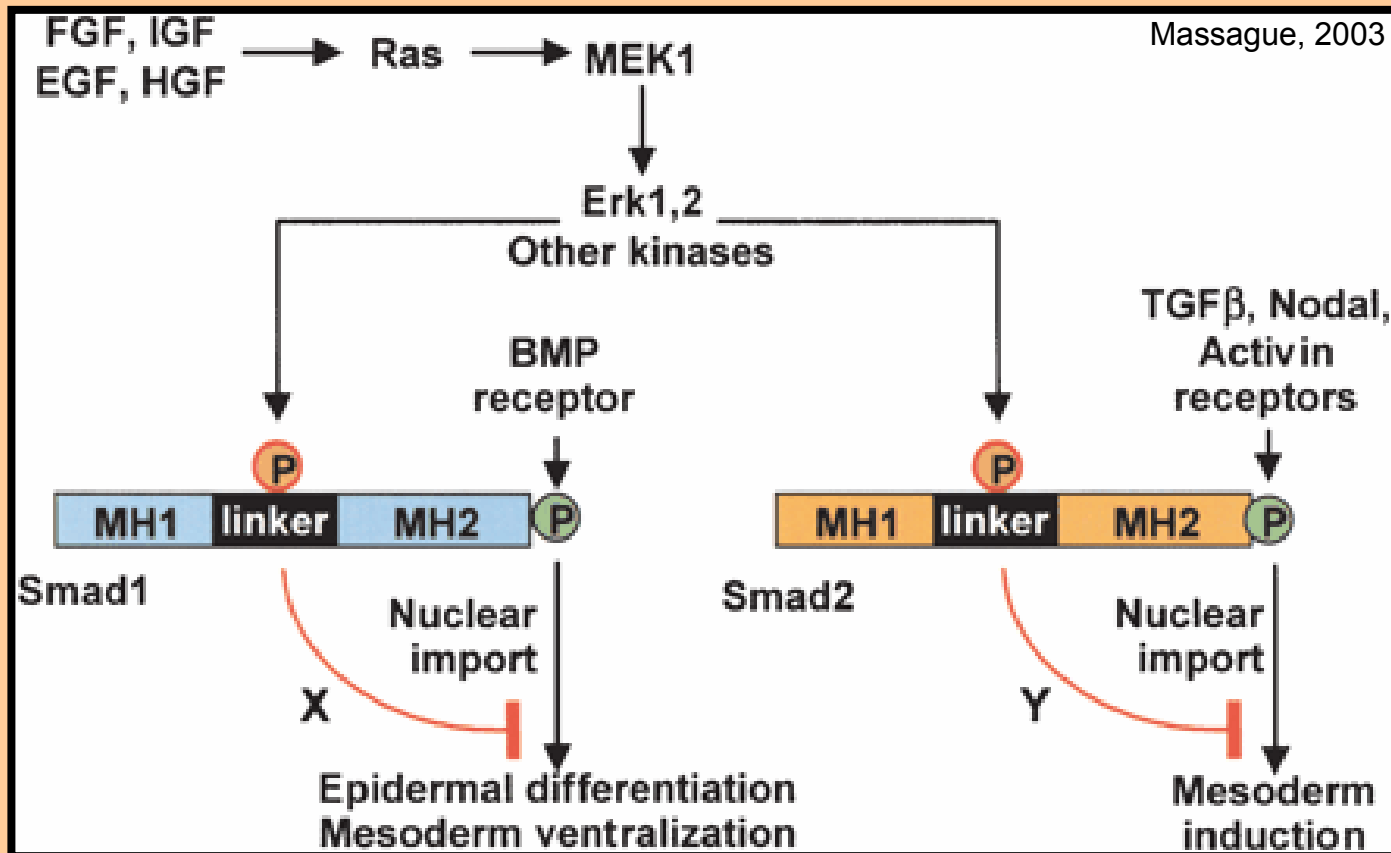 Massague, 2003
FGF, IGF
EGF, HGF
Ras
MEK1
Erk1,2
Other kinases
BMP
receptor
TGFβ, Nodal,
Activin
receptors
P
P
MH1
linker
MH2
P
MH1
linker
MH2
P
Smad1
Smad2
Nuclear
import
Nuclear
import
X
Y
Epidermal differentiation
Mesoderm ventralization
Mesoderm
induction